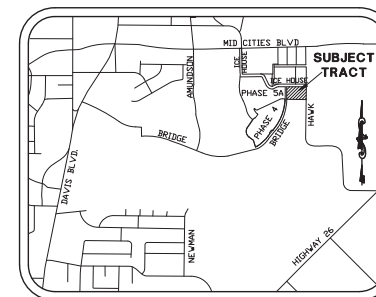 MID CITIES BLVD
SUBJECT
TRACT
ICE
HOUSE
ICE HOUSE
AMUNDSON
PHASE 5A
PHASE 4
BRIDGE
HAWK
BRIDGE
DAVIS BLVD.
NEWMAN
HIGHWAY 26